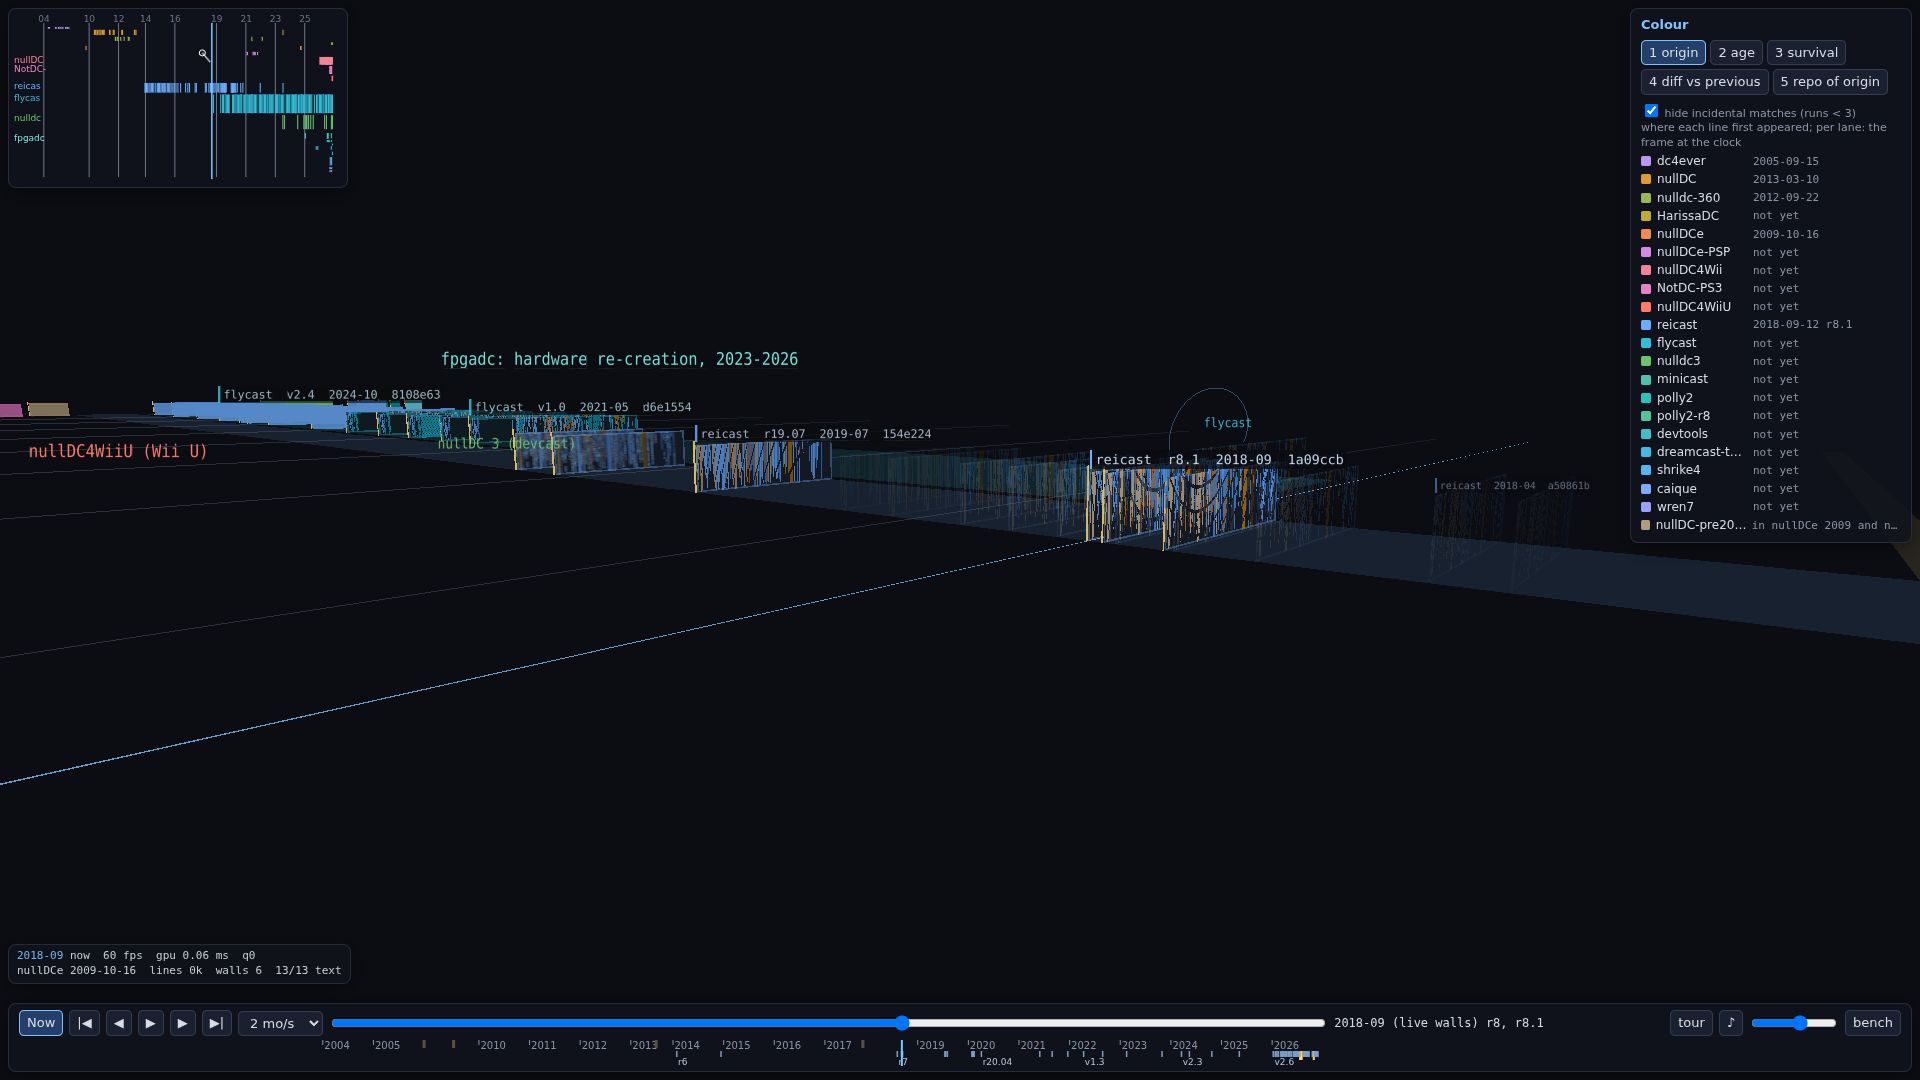 04 10 12 14 16 19 21 23 25
nullDC
NotDC-
reicas
flycas
nulldc
fpgadc
Colour
1 origin 2 age 3 survival
4 diff vs previous 5 repo of origin
hide incidental matches (runs < 3)
where each line first appeared; per lane: the
frame at the clock
dc4ever 2005-09-15
nullDC 2013-03-10
nulldc-360 2012-09-22
HarissaDC not yet
nullDCe 2009-10-16
nullDCe-PSP not yet
nullDC4Wii not yet
NotDC-PS3 not yet
nullDC4WiiU not yet
reicast 2018-09-12 r8.1
flycast not yet
nulldc3 not yet
minicast not yet
polly2 not yet
polly2-r8 not yet
devtools not yet
dreamcast-t... not yet
shrike4 not yet
caique not yet
wren7 not yet
nullDC-pre20... in nullDCe 2009 and n...
fpgadc: hardware re-creation, 2023-2026
flycast v2.4 2024-10 8108e63
flycast v1.0 2021-05 d6e1554
flycast
reicast r19.07 2019-07 154e224
nullDC 3 (devcast)
nullDC4WiiU (Wii U)
reicast r8.1 2018-09 1a09ccb
reicast 2018-04 a50861b
2018-09 now 60 fps gpu 0.06 ms q0
nullDCe 2009-10-16 lines 0k walls 6 13/13 text
Now 2 mo/s 2018-09 (live walls) r8, r8.1 tour ♪ bench
2004 2005 2010 2011 2012 2013 2014 2015 2016 2017 2019 2020 2021 2022 2023 2024 2025 2026
r6 r7 r20.04 v1.3 v2.3 v2.6